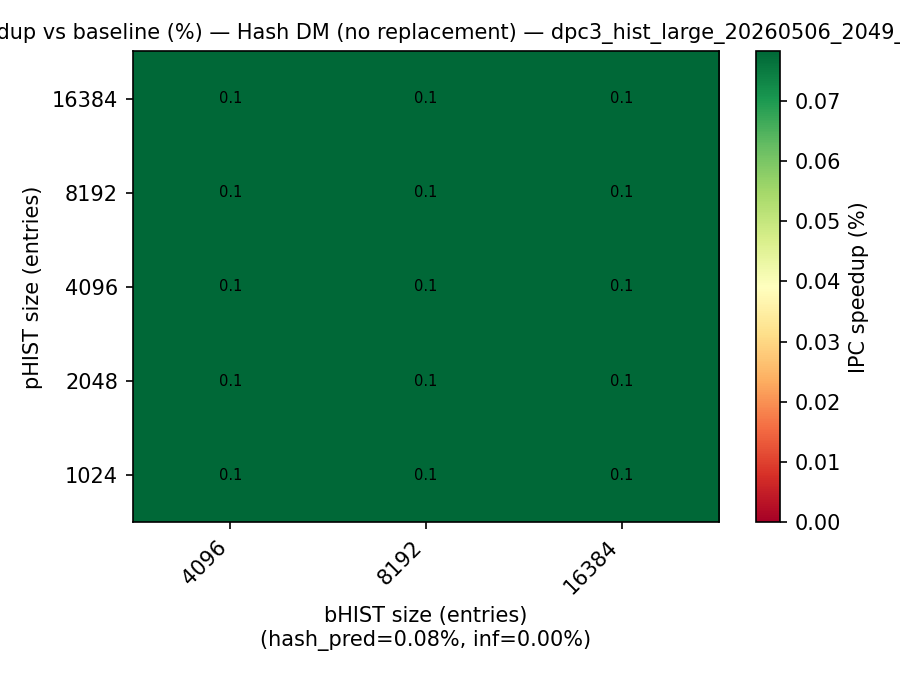 dup vs baseline (%) — Hash DM (no replacement) — dpc3_hist_large_20260506_2049_
pHIST size (entries)
16384
8192
4096
2048
1024
0.1 0.1 0.1
0.1 0.1 0.1
0.1 0.1 0.1
0.1 0.1 0.1
0.1 0.1 0.1
4096 8192 16384
bHIST size (entries)
(hash_pred=0.08%, inf=0.00%)
0.07
0.06
0.05
0.04
0.03
0.02
0.01
0.00
IPC speedup (%)